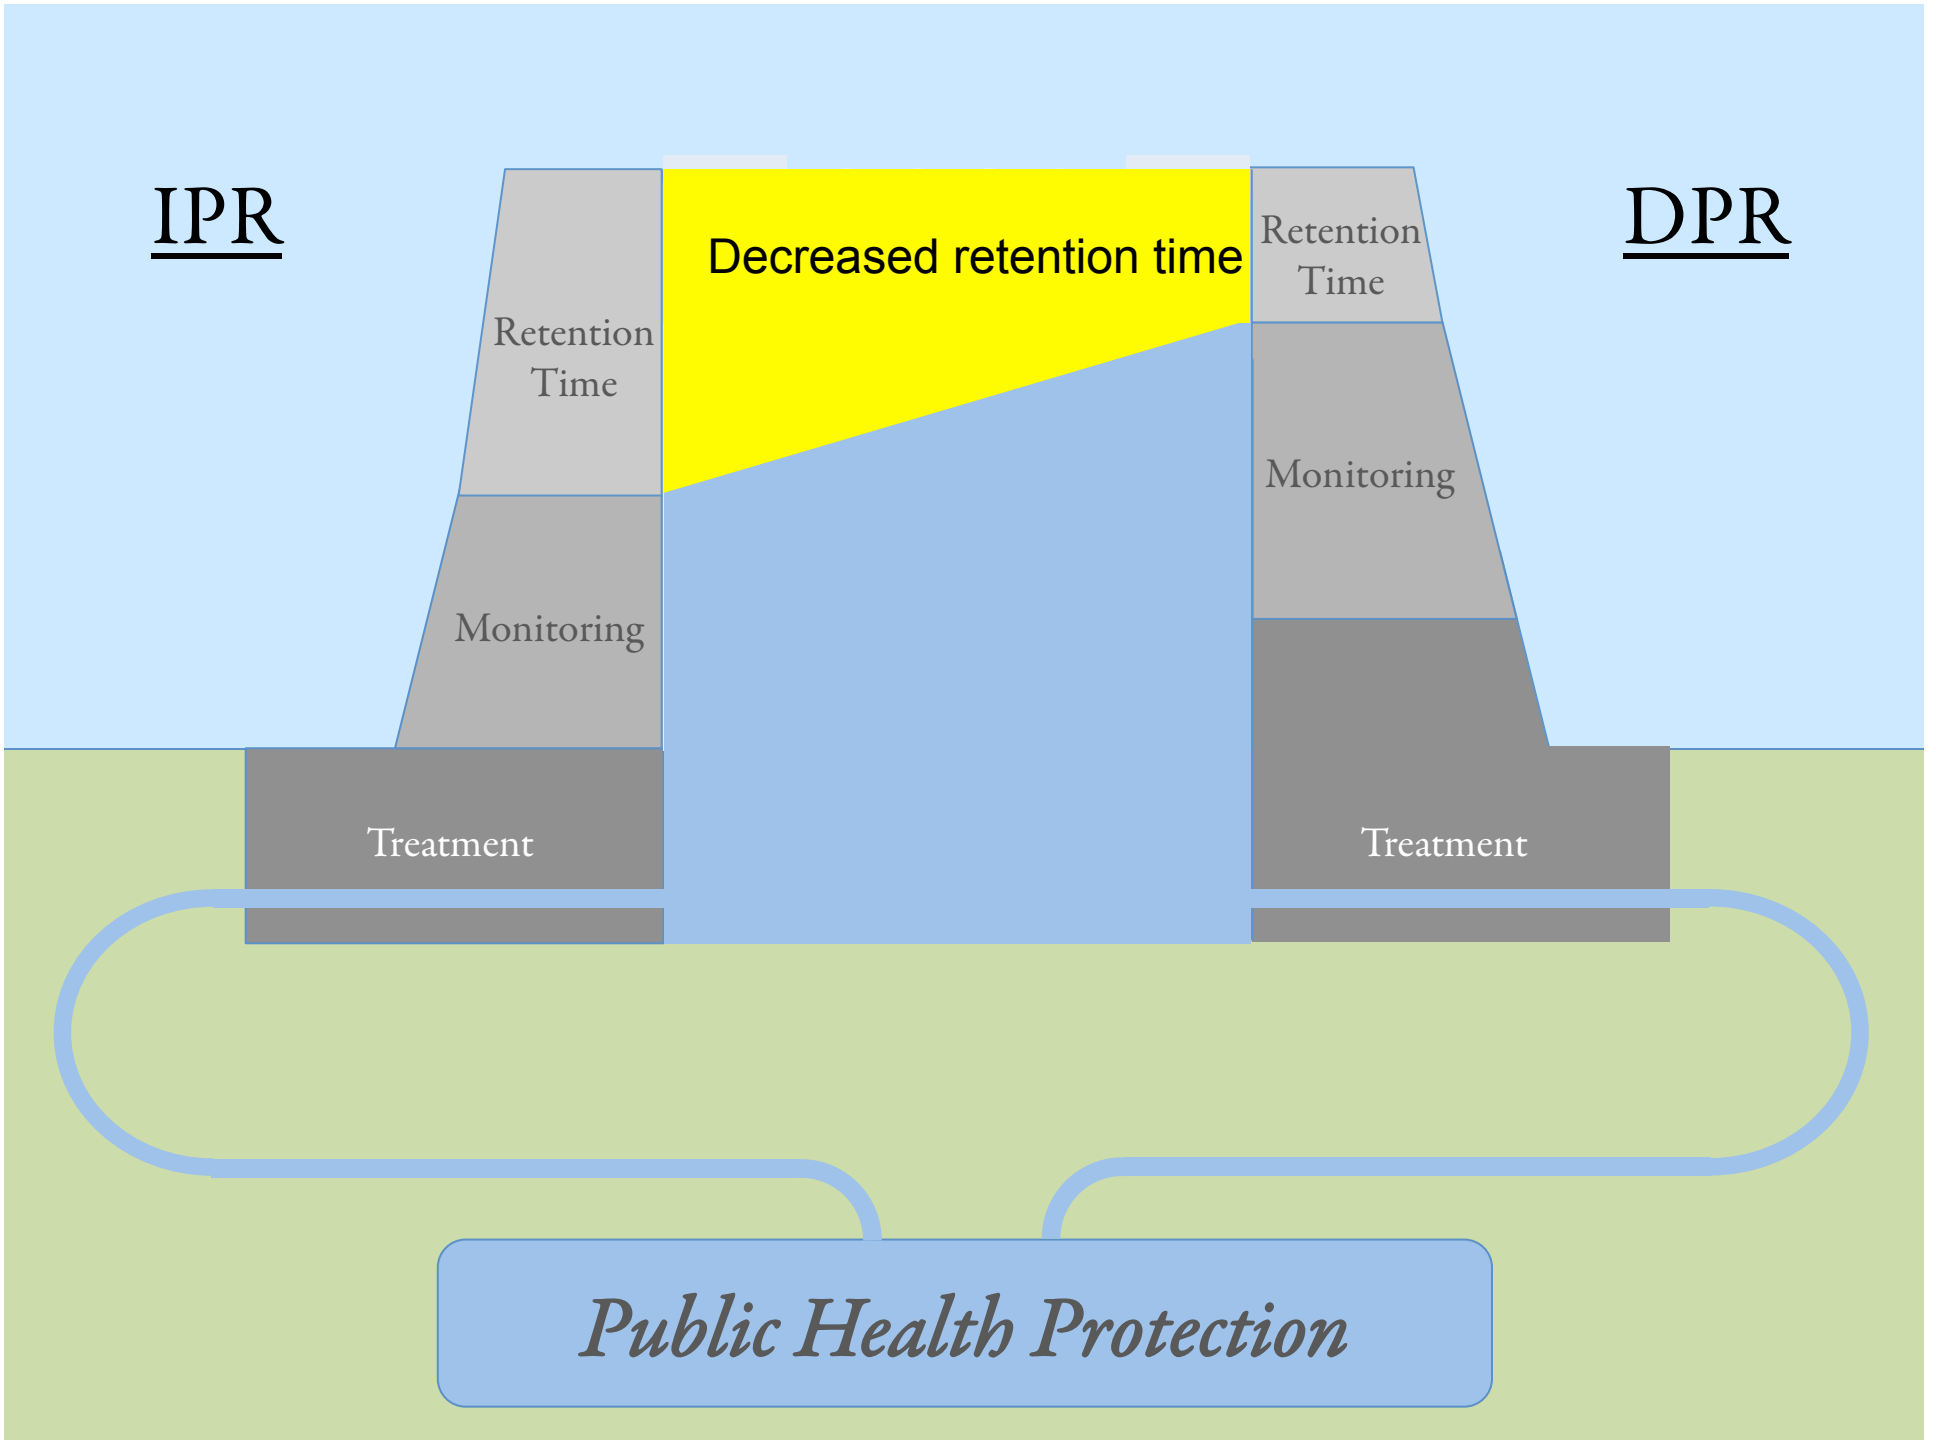 IPR
DPR
Decreased retention time
Retention
Time
Retention
Time
Monitoring
Monitoring
Treatment
Treatment
Public Health Protection